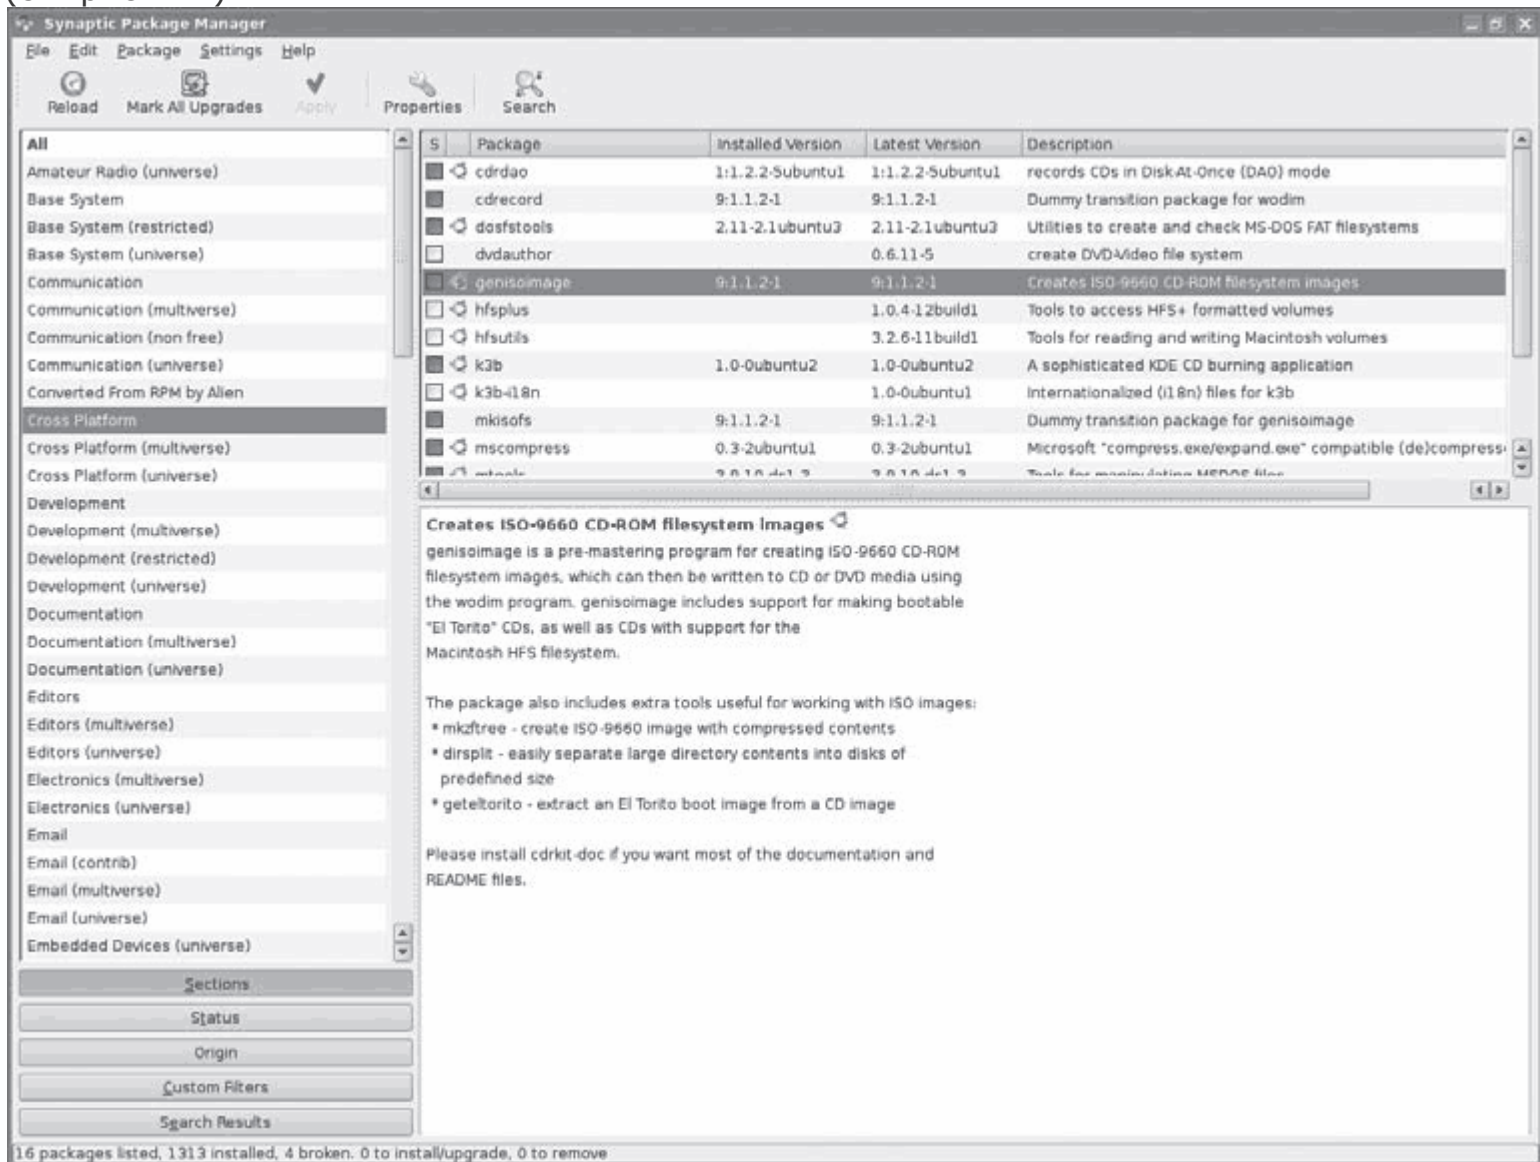 Synaptic Package Manager
File Edit Package Settings Help
Reload Mark All Upgrades Apply Properties Search
All
Amateur Radio (universe)
Base System
Base System (restricted)
Base System (universe)
Communication
Communication (multiverse)
Communication (non free)
Communication (universe)
Converted From RPM by Alien
Cross Platform
Cross Platform (multiverse)
Cross Platform (universe)
Development
Development (multiverse)
Development (restricted)
Development (universe)
Documentation
Documentation (multiverse)
Documentation (universe)
Editors
Editors (multiverse)
Editors (universe)
Electronics (multiverse)
Electronics (universe)
Email
Email (contrib)
Email (multiverse)
Email (universe)
Embedded Devices (universe)
Sections
Status
Origin
Custom Filters
Search Results
S Package Installed Version Latest Version Description
cdrdao 1:1.2.2-5ubuntu1 1:1.2.2-5ubuntu1 records CDs in Disk-At-Once (DAO) mode
cdrecord 9:1.1.2-1 9:1.1.2-1 Dummy transition package for wodim
dosfstools 2.11-2.1ubuntu3 2.11-2.1ubuntu3 Utilities to create and check MS-DOS FAT filesystems
dvdauthor 0.6.11-5 create DVD-Video file system
genisoimage 9:1.1.2-1 9:1.1.2-1 Creates ISO-9660 CD-ROM filesystem images
hfsplus 1.0.4-12build1 Tools to access HFS+ formatted volumes
hfsutils 3.2.6-11build1 Tools for reading and writing Macintosh volumes
k3b 1.0-0ubuntu2 1.0-0ubuntu2 A sophisticated KDE CD burning application
k3b-i18n 1.0-0ubuntu1 Internationalized (i18n) files for k3b
mkisofs 9:1.1.2-1 9:1.1.2-1 Dummy transition package for genisoimage
mscompress 0.3-2ubuntu1 0.3-2ubuntu1 Microsoft "compress.exe/expand.exe" compatible (de)compress
mtools Tools for manipulating MSDOS files
Creates ISO-9660 CD-ROM filesystem images
genisoimage is a pre-mastering program for creating ISO-9660 CD-ROM
filesystem images, which can then be written to CD or DVD media using
the wodim program. genisoimage includes support for making bootable
"El Torito" CDs, as well as CDs with support for the
Macintosh HFS filesystem.
The package also includes extra tools useful for working with ISO images:
* mkzftree - create ISO-9660 image with compressed contents
* dirsplit - easily separate large directory contents into disks of
predefined size
* geteltorito - extract an El Torito boot image from a CD image
Please install cdrkit-doc if you want most of the documentation and
README files.
16 packages listed, 1313 installed, 4 broken. 0 to install/upgrade, 0 to remove